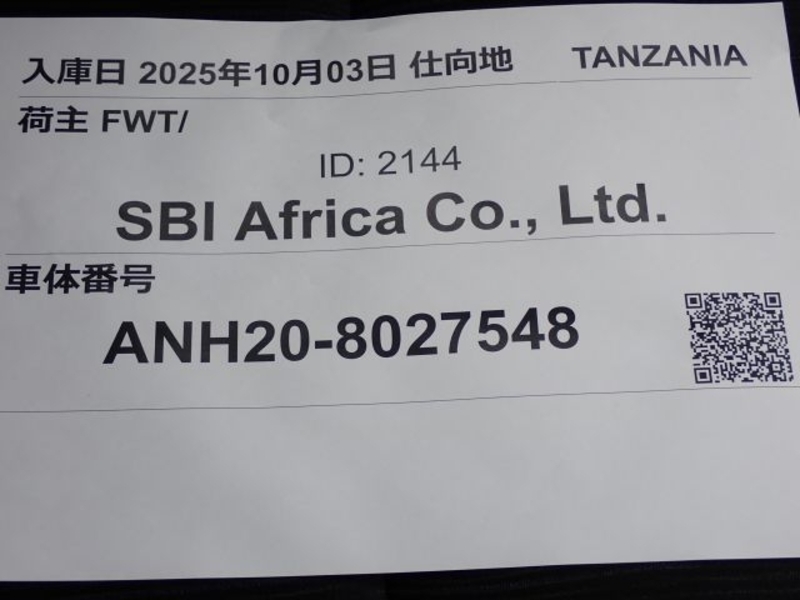 入庫日 2025年10月03日 仕向地 TANZANIA
荷主 FWT/
ID: 2144
SBI Africa Co., Ltd.
車体番号
ANH20-8027548